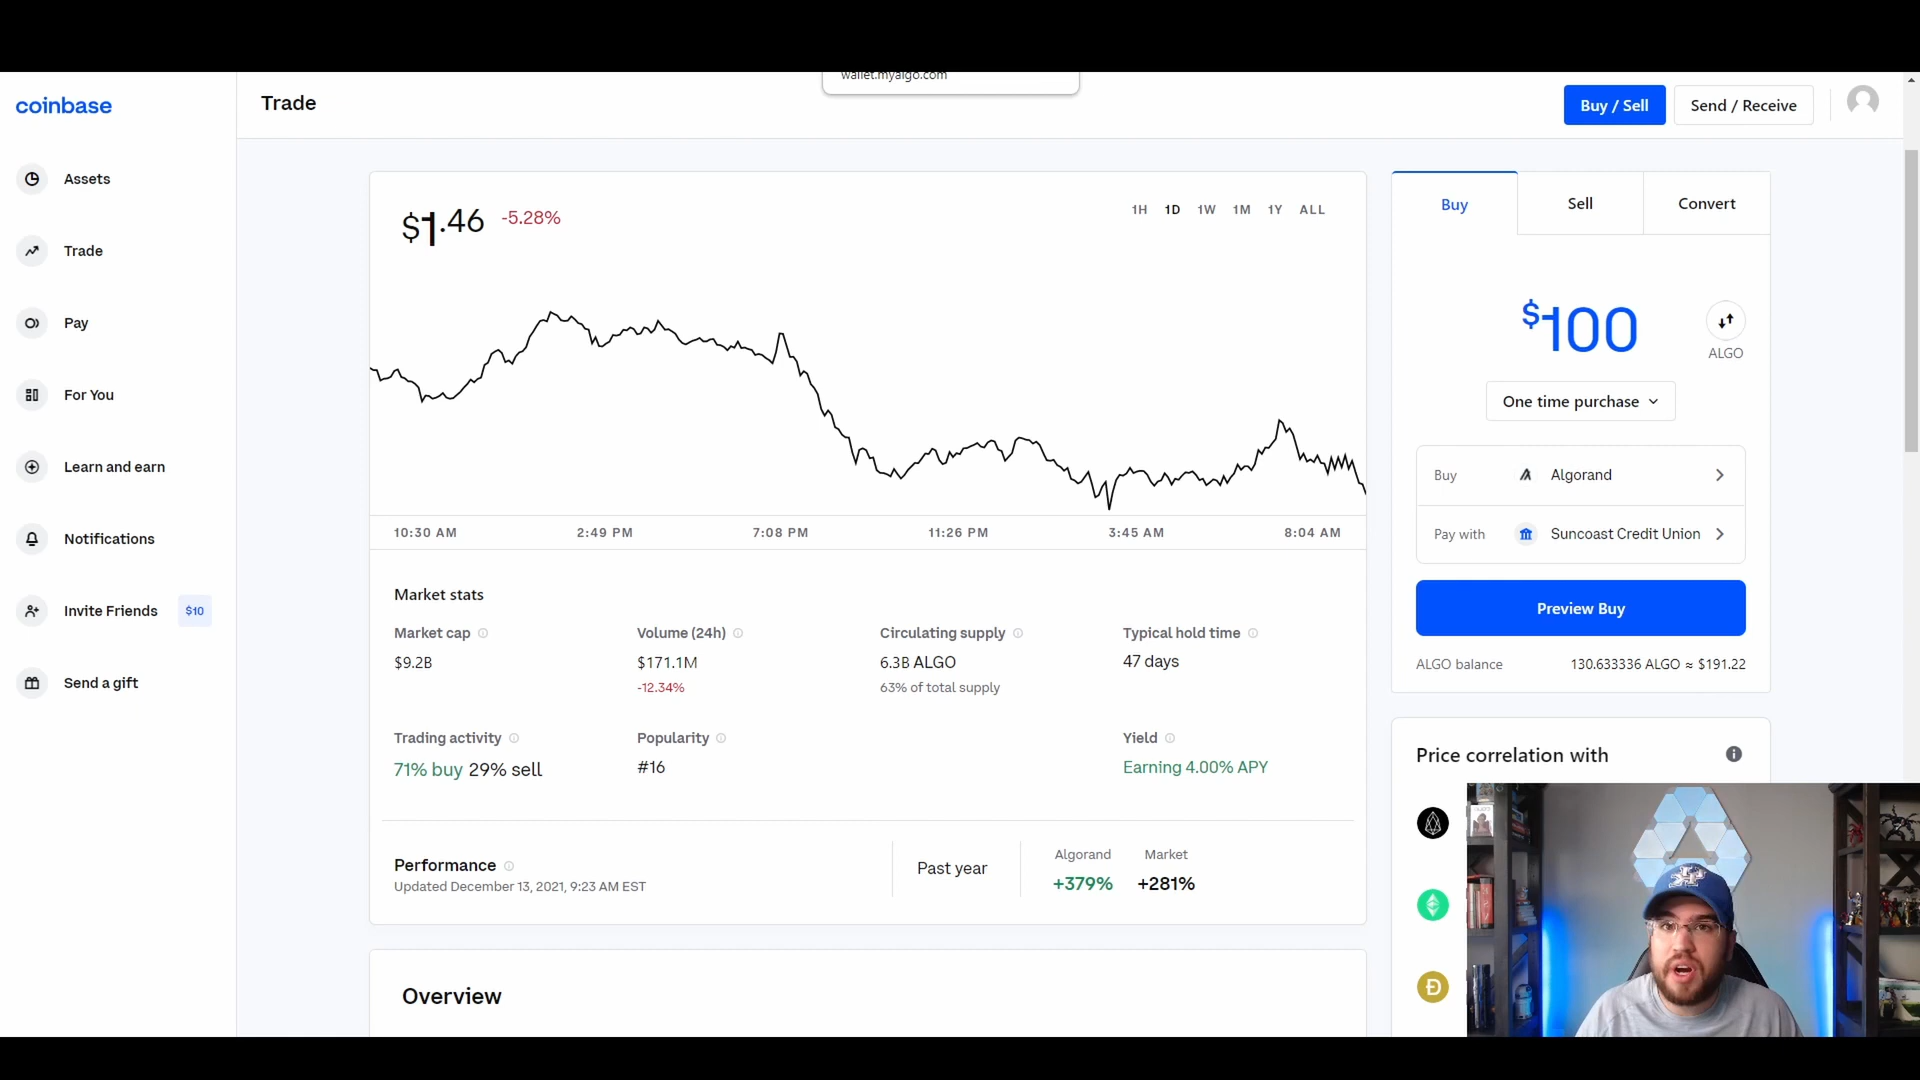 wallet.myalgo.com
coinbase
Trade
Buy / Sell
Send / Receive
Assets
Trade
Pay
For You
Learn and earn
Notifications
Invite Friends $10
Send a gift
$1.46 -5.28%
1H 1D 1W 1M 1Y ALL
10:30 AM 2:49 PM 7:08 PM 11:26 PM 3:45 AM 8:04 AM
Market stats
Market cap
$9.2B
Volume (24h)
$171.1M
-12.34%
Circulating supply
6.3B ALGO
63% of total supply
Typical hold time
47 days
Trading activity
71% buy 29% sell
Popularity
#16
Yield
Earning 4.00% APY
Performance
Updated December 13, 2021, 9:23 AM EST
Past year
Algorand
+379%
Market
+281%
Overview
Buy Sell Convert
$100
ALGO
One time purchase
Buy Algorand
Pay with Suncoast Credit Union
Preview Buy
ALGO balance 130.633336 ALGO ≈ $191.22
Price correlation with